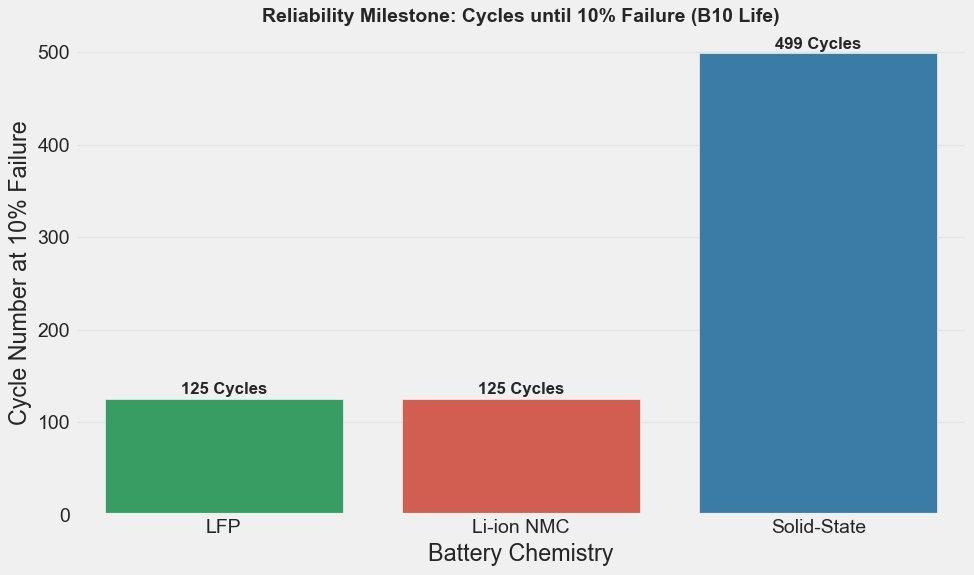 Reliability Milestone: Cycles until 10% Failure (B10 Life)
Cycle Number at 10% Failure
500
400
300
200
100
0
499 Cycles
125 Cycles
125 Cycles
LFP
Li-ion NMC
Solid-State
Battery Chemistry